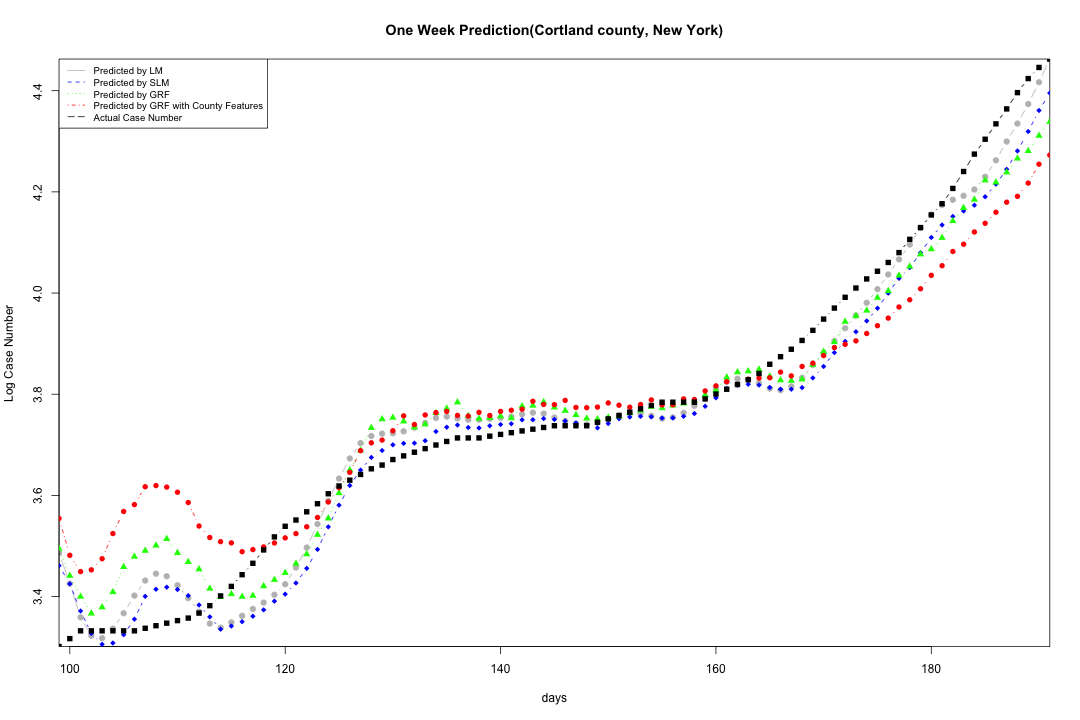 One Week Prediction(Cortland county, New York)
Predicted by LM
Predicted by SLM
Predicted by GRF
Predicted by GRF with County Features
Actual Case Number
4.4
4.2
4.0
3.8
3.6
3.4
Log Case Number
100 120 140 160 180
days